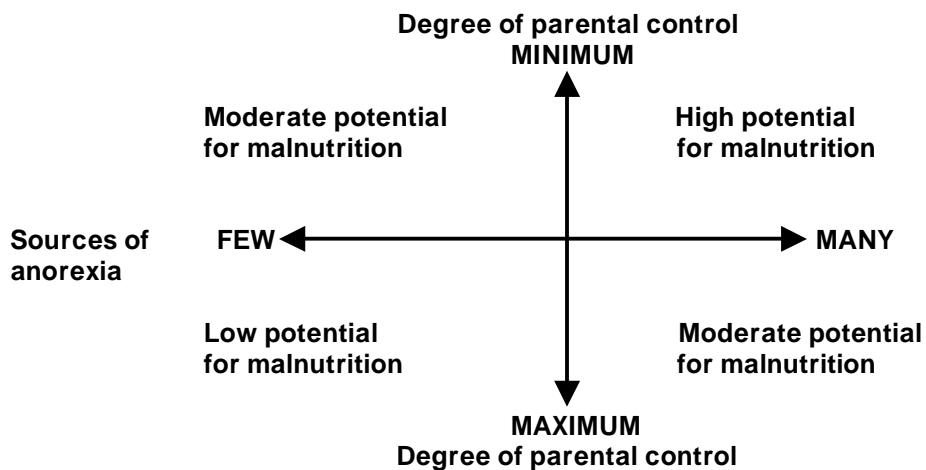 Degree of parental control
MINIMUM
Moderate potential
for malnutrition
High potential
for malnutrition
Sources of
anorexia
FEW
MANY
Low potential
for malnutrition
Moderate potential
for malnutrition
MAXIMUM
Degree of parental control